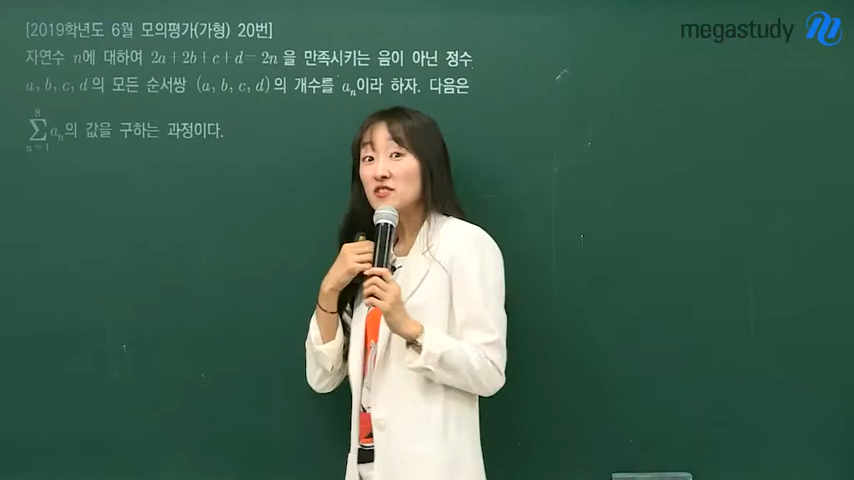 [2019학년도 6월 모의평가(가형) 20번]
megastudy
자연수 n에 대하여 2a+2b+c+d=2n 을 만족시키는 음이 아닌 정수
a, b, c, d의 모든 순서쌍 (a, b, c, d)의 개수를 aₙ이라 하자. 다음은
8
∑ aₙ의 값을 구하는 과정이다.
n=1